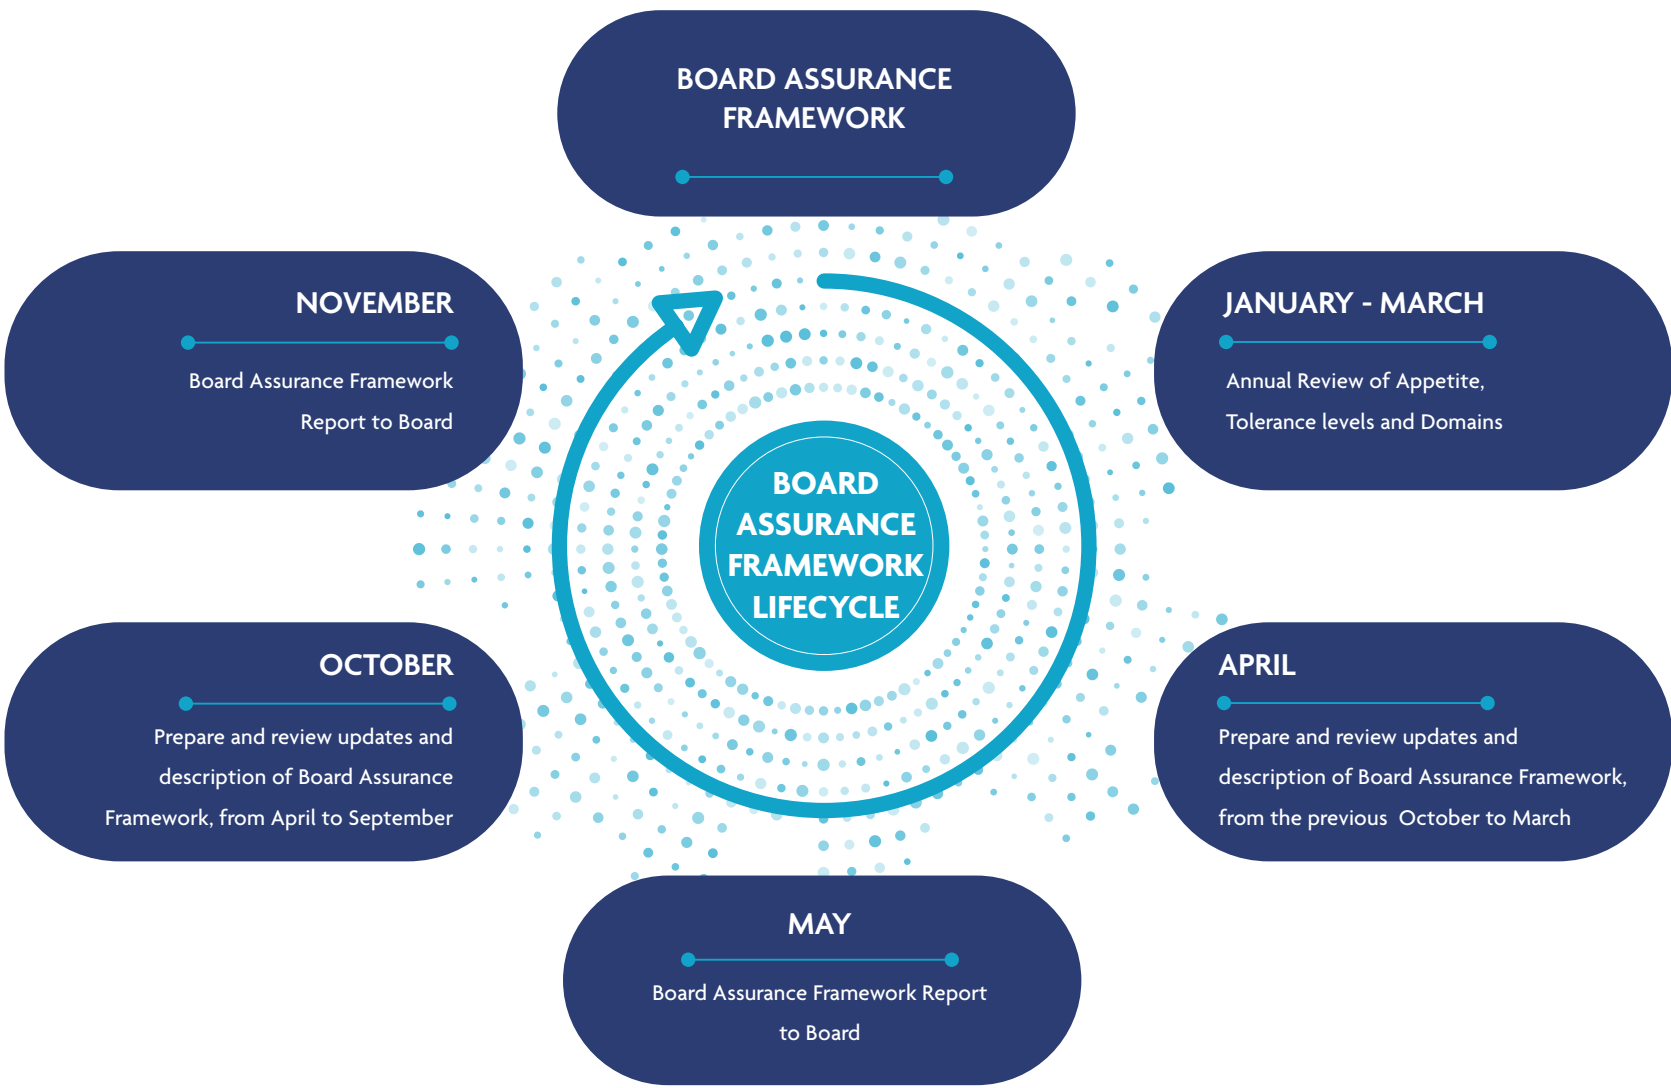 BOARD ASSURANCE
FRAMEWORK
JANUARY - MARCH
Annual Review of Appetite,
Tolerance levels and Domains
APRIL
Prepare and review updates and
description of Board Assurance Framework,
from the previous October to March
MAY
Board Assurance Framework Report
to Board
OCTOBER
Prepare and review updates and
description of Board Assurance
Framework, from April to September
NOVEMBER
Board Assurance Framework
Report to Board
BOARD
ASSURANCE
FRAMEWORK
LIFECYCLE